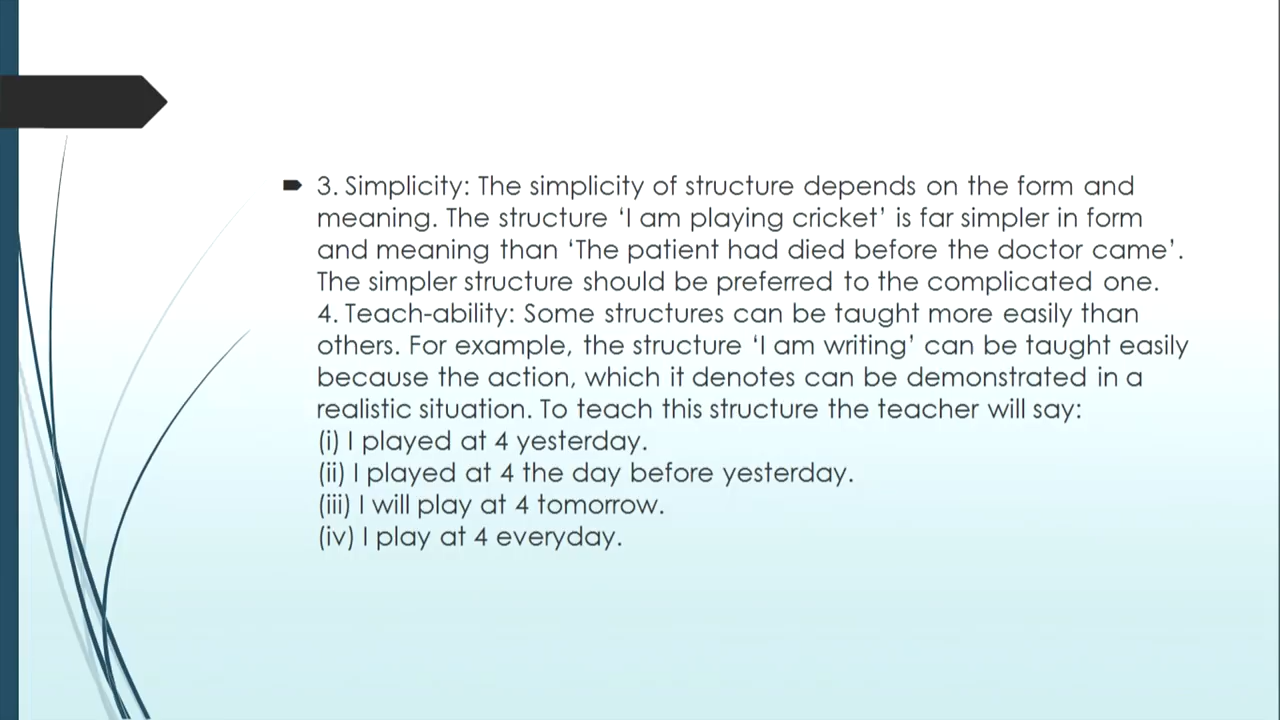 3. Simplicity: The simplicity of structure depends on the form and
meaning. The structure ‘I am playing cricket’ is far simpler in form
and meaning than ‘The patient had died before the doctor came’.
The simpler structure should be preferred to the complicated one.
4. Teach-ability: Some structures can be taught more easily than
others. For example, the structure ‘I am writing’ can be taught easily
because the action, which it denotes can be demonstrated in a
realistic situation. To teach this structure the teacher will say:
(i) I played at 4 yesterday.
(ii) I played at 4 the day before yesterday.
(iii) I will play at 4 tomorrow.
(iv) I play at 4 everyday.